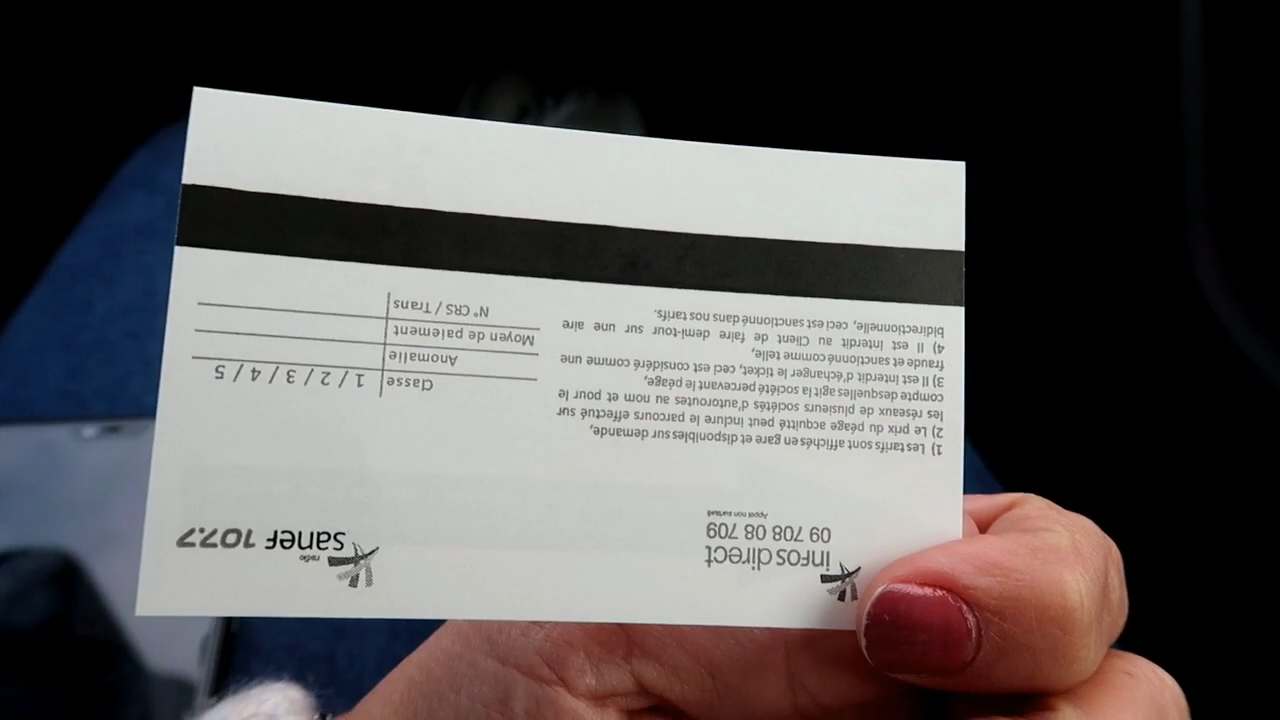 infos direct
09 708 08 709
Appel non surtaxé
radio
sanef 107.7
1) Les tarifs sont affichés en gare et disponibles sur demande,
2) Le prix du péage acquitté peut inclure le parcours effectué sur
les réseaux de plusieurs sociétés d'autoroutes au nom et pour le
compte desquelles agit la société percevant le péage,
3) Il est interdit d'échanger le ticket, ceci est considéré comme une
fraude et sanctionné comme telle,
4) Il est interdit au Client de faire demi-tour sur une aire
bidirectionnelle, ceci est sanctionné dans nos tarifs.
Classe 1 / 2 / 3 / 4 / 5
Anomalie
Moyen de paiement
N° CRS / Trans